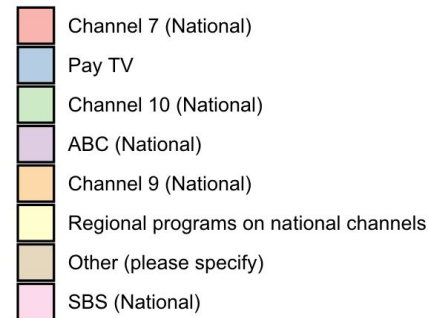 Channel 7 (National)
Pay TV
Channel 10 (National)
ABC (National)
Channel 9 (National)
Regional programs on national channels
Other (please specify)
SBS (National)